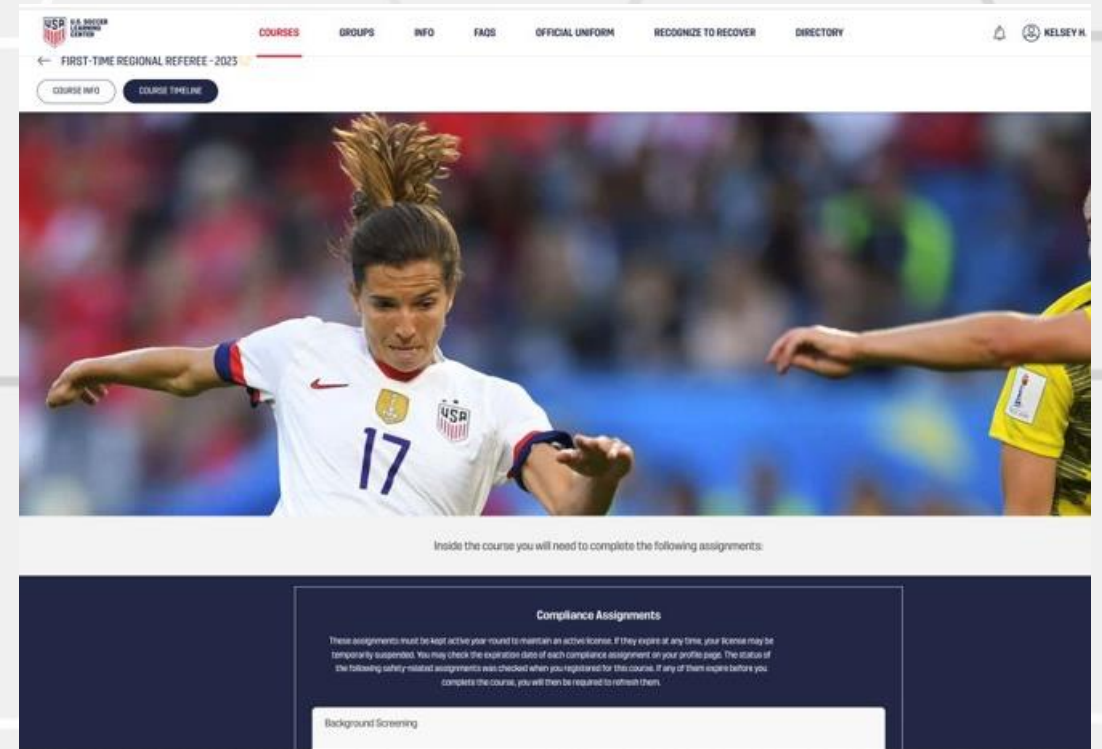 USA
U.S. SOCCER
LEARNING
CENTER
COURSES GROUPS INFO FAQS OFFICIAL UNIFORM RECOGNIZE TO RECOVER DIRECTORY KELSEY H.
← FIRST-TIME REGIONAL REFEREE - 2023
COURSE INFO COURSE TIMELINE
USA
17
Inside the course you will need to complete the following assignments:
Compliance Assignments
These assignments must be kept active year-round to maintain an active license. If they expire at any time, your license may be
temporarily suspended. You may check the expiration date of each compliance assignment on your profile page. The status of
the following safety-related assignments was checked when you registered for this course. If any of them expire before you
complete the course, you will then be required to refresh them.
Background Screening